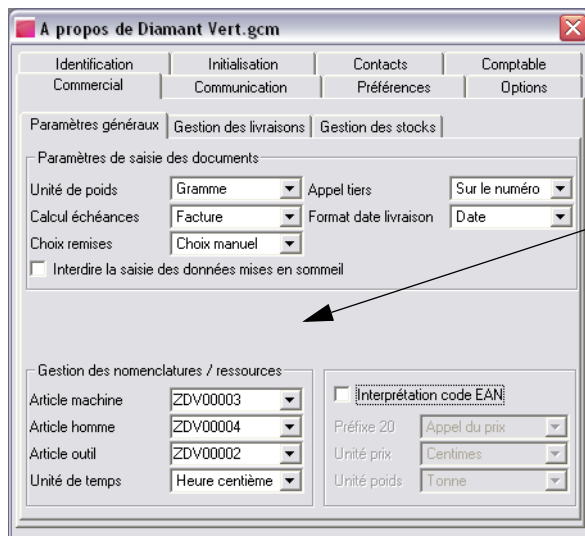 A propos de Diamant Vert.gcm
Identification Initialisation Contacts Comptable
Commercial Communication Préférences Options
Paramètres généraux Gestion des livraisons Gestion des stocks
Paramètres de saisie des documents
Unité de poids Gramme Appel tiers Sur le numéro
Calcul échéances Facture Format date livraison Date
Choix remises Choix manuel
Interdire la saisie des données mises en sommeil
Gestion des nomenclatures / ressources
Article machine ZDV00003 Interprétation code EAN
Article homme ZDV00004 Préfixe 20 Appel du prix
Article outil ZDV00002 Unité prix Centimes
Unité de temps Heure centième Unité poids Tonne